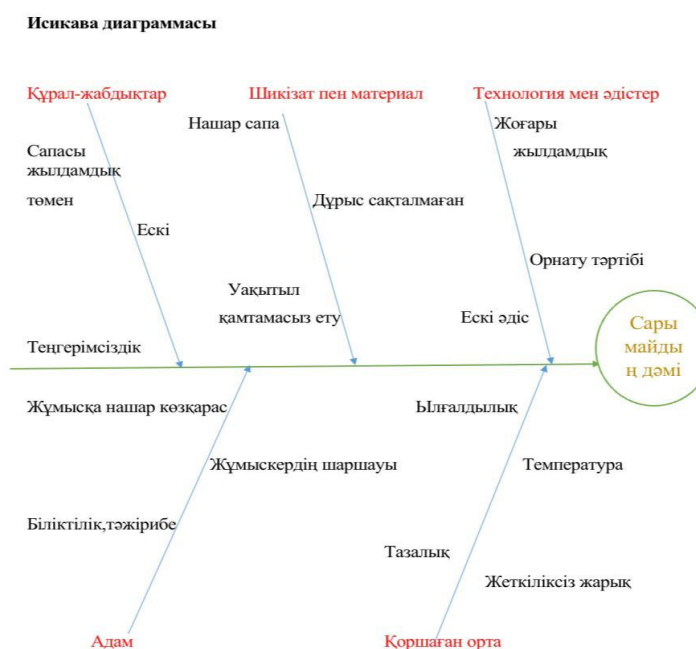 Исикава диаграммасы
Құрал-жабдықтар
Шикізат пен материал
Технология мен әдістер
Нашар сапа
Жоғары
жылдамдық
Сапасы
жылдамдық
төмен
Ескі
Дұрыс сақталмаған
Орнату тәртібі
Уақытыл
қамтамасыз ету
Ескі әдіс
Теңгерімсіздік
Сары
майды
ң дәмі
Жұмысқа нашар көзқарас
Ылғалдылық
Жұмыскердің шаршауы
Температура
Біліктілік,тәжірибе
Тазалық
Жеткіліксіз жарық
Адам
Қоршаған орта